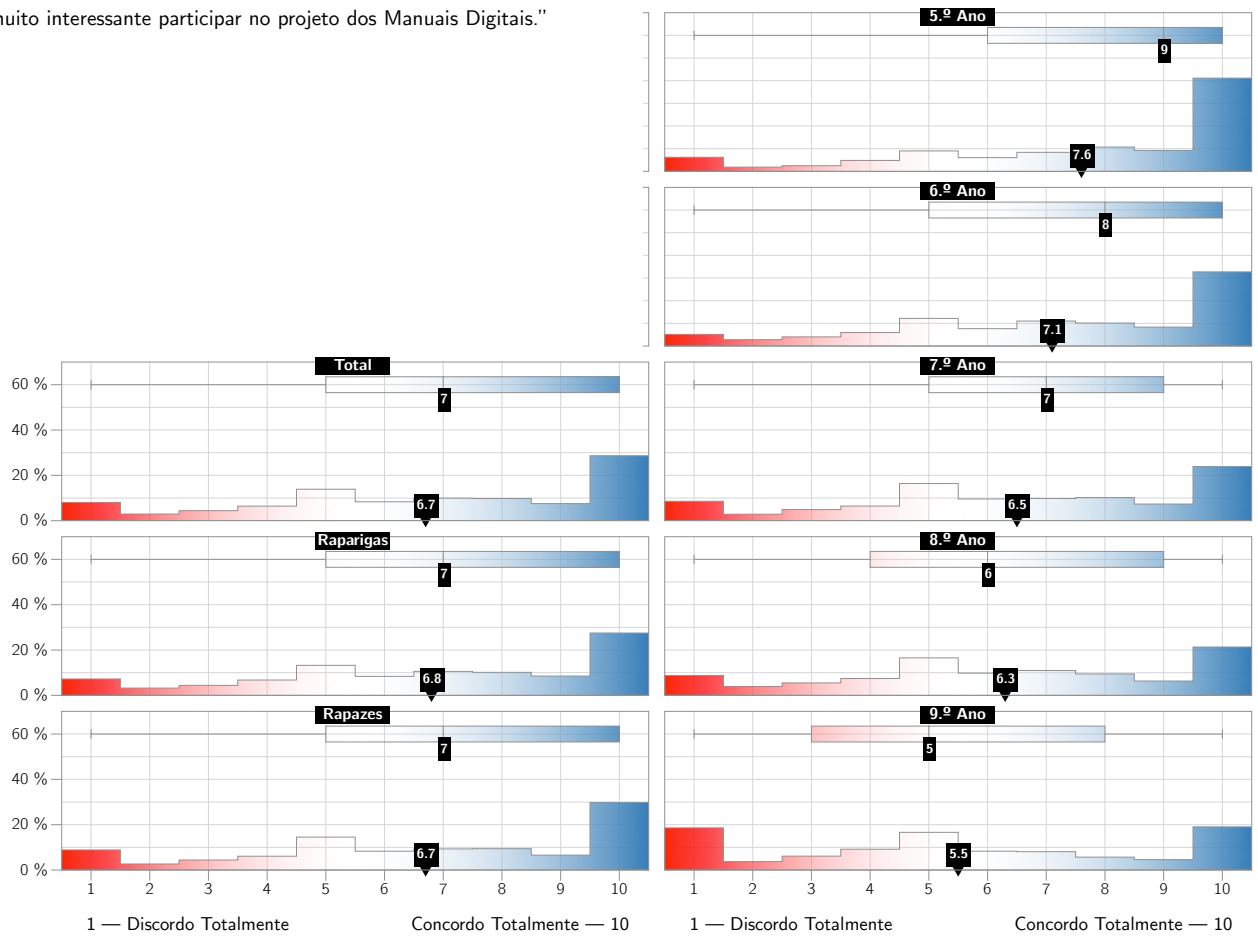 muito interessante participar no projeto dos Manuais Digitais.”
5.º Ano
9
7.6
6.º Ano
8
7.1
Total
60 %
40 %
20 %
0 %
7
6.7
7.º Ano
7
6.5
Raparigas
60 %
40 %
20 %
0 %
7
6.8
8.º Ano
6
6.3
Rapazes
60 %
40 %
20 %
0 %
7
6.7
9.º Ano
5
5.5
1 2 3 4 5 6 7 8 9 10
1 2 3 4 5 6 7 8 9 10
1 — Discordo Totalmente Concordo Totalmente — 10
1 — Discordo Totalmente Concordo Totalmente — 10